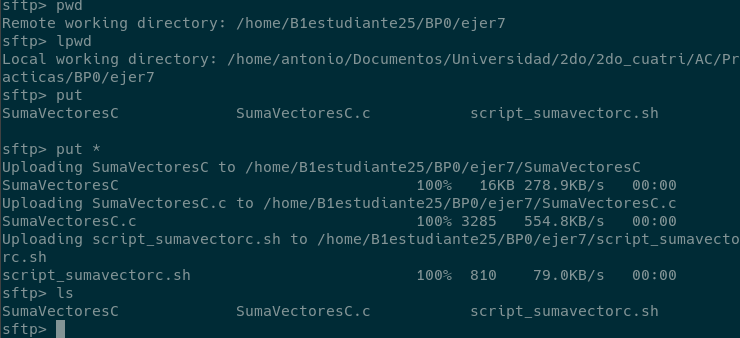 sftp> pwd
Remote working directory: /home/B1estudiante25/BP0/ejer7
sftp> lpwd
Local working directory: /home/antonio/Documentos/Universidad/2do/2do_cuatri/AC/Pr
acticas/BP0/ejer7
sftp> put
SumaVectoresC SumaVectoresC.c script_sumavectorc.sh
sftp> put *
Uploading SumaVectoresC to /home/B1estudiante25/BP0/ejer7/SumaVectoresC
SumaVectoresC 100% 16KB 278.9KB/s 00:00
Uploading SumaVectoresC.c to /home/B1estudiante25/BP0/ejer7/SumaVectoresC.c
SumaVectoresC.c 100% 3285 554.8KB/s 00:00
Uploading script_sumavectorc.sh to /home/B1estudiante25/BP0/ejer7/script_sumavecto
rc.sh
script_sumavectorc.sh 100% 810 79.0KB/s 00:00
sftp> ls
SumaVectoresC SumaVectoresC.c script_sumavectorc.sh
sftp>